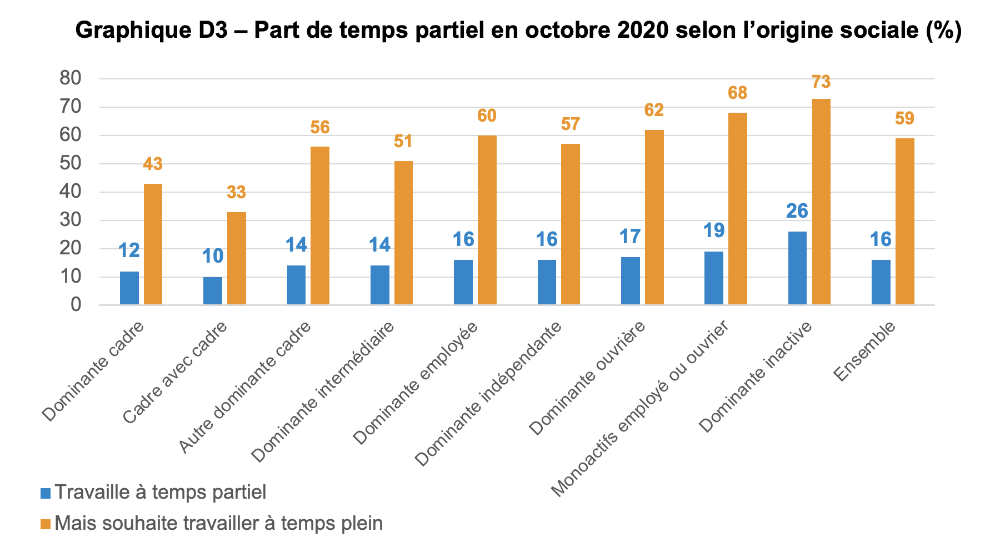 Graphique D3 – Part de temps partiel en octobre 2020 selon l’origine sociale (%)
80
70
60
50
40
30
20
10
0
12
43
10
33
14
56
14
51
16
60
16
57
17
62
19
68
26
73
16
59
Dominante cadre
Cadre avec cadre
Autre dominante cadre
Dominante intermédiaire
Dominante employée
Dominante indépendante
Dominante ouvrière
Monoactifs employé ou ouvrier
Dominante inactive
Ensemble
Travaille à temps partiel
Mais souhaite travailler à temps plein